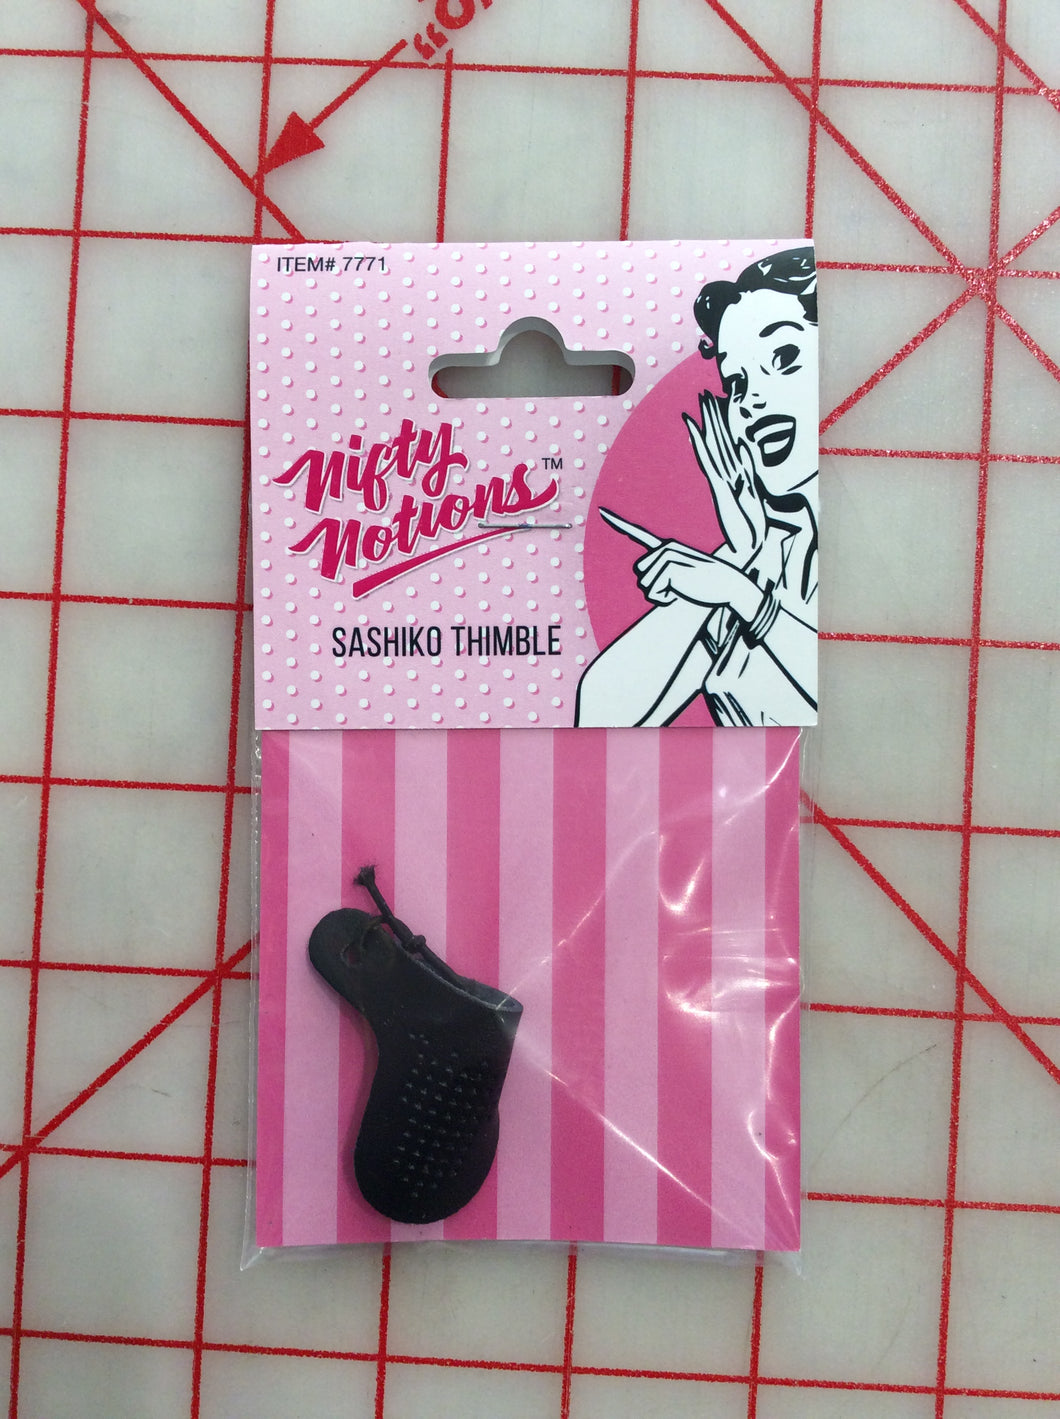 ITEM# 7771
Nifty
Notions™
SASHIKO THIMBLE